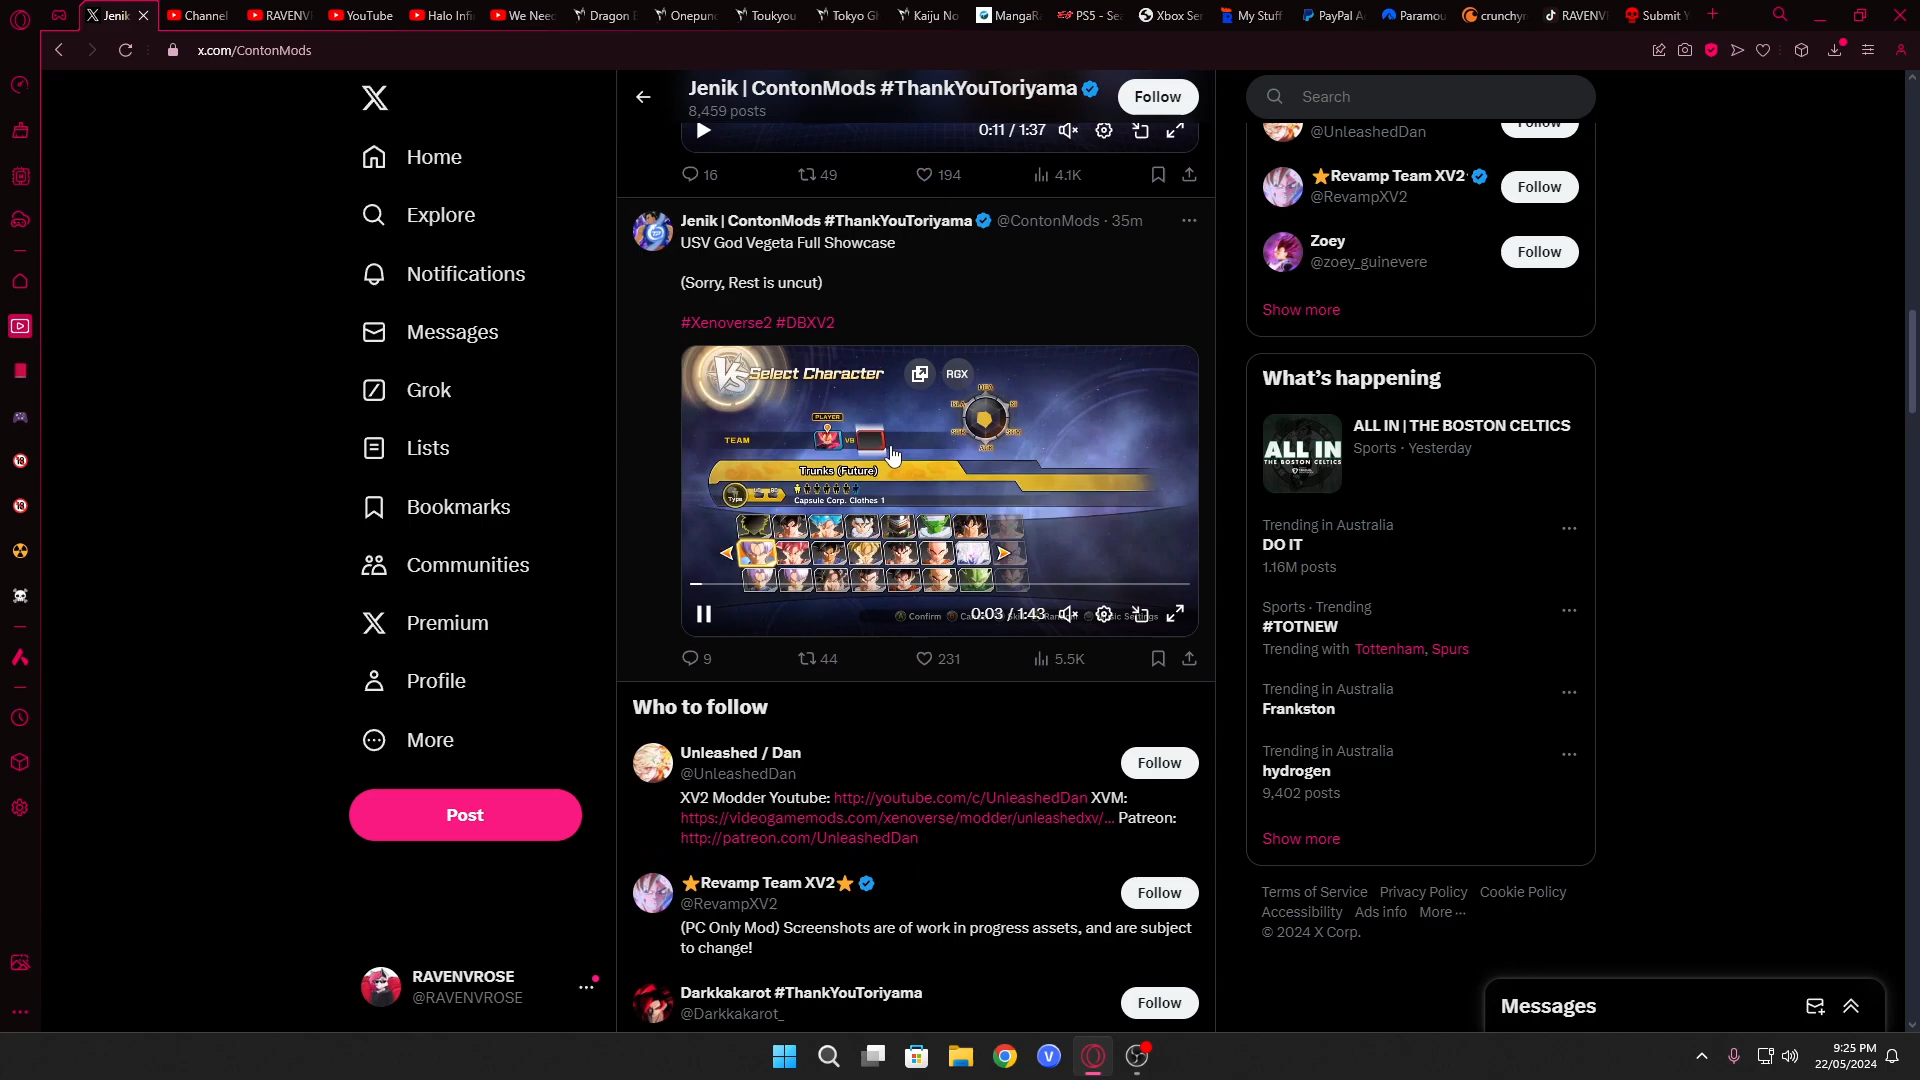 Jenik
Channel
RAVENV
YouTube
Halo Infi
We Need
Dragon
Onepun
Toukyou
Tokyo G
Kaiju No
MangaR
PS5 - Se
Xbox Ser
My Stuff
PayPal A
Paramou
crunchyr
RAVENV
Submit Y
x.com/ContonMods
Home
Explore
Notifications
Messages
Grok
Lists
Bookmarks
Communities
Premium
Profile
More
Post
RAVENVROSE
@RAVENVROSE
Jenik | ContonMods #ThankYouToriyama
8,459 posts
Follow
0:11 / 1:37
16 49 194 4.1K
Jenik | ContonMods #ThankYouToriyama @ContonMods · 35m
USV God Vegeta Full Showcase
(Sorry, Rest is uncut)
#Xenoverse2 #DBXV2
VS Select Character
RGX
PLAYER
TEAM
VS
Trunks (Future)
Type
Capsule Corp. Clothes 1
Confirm
0:03 / 1:43
9 44 231 5.5K
Who to follow
Unleashed / Dan
@UnleashedDan
Follow
XV2 Modder Youtube: http://youtube.com/c/UnleashedDan XVM:
https://videogamemods.com/xenoverse/modder/unleashedxv/... Patreon:
http://patreon.com/UnleashedDan
⭐Revamp Team XV2⭐
@RevampXV2
Follow
(PC Only Mod) Screenshots are of work in progress assets, and are subject
to change!
Darkkakarot #ThankYouToriyama
@Darkkakarot_
Follow
Search
@UnleashedDan
Follow
⭐Revamp Team XV2
@RevampXV2
Follow
Zoey
@zoey_guinevere
Follow
Show more
What's happening
ALL IN
THE BOSTON CELTICS
ALL IN | THE BOSTON CELTICS
Sports · Yesterday
Trending in Australia
DO IT
1.16M posts
Sports · Trending
#TOTNEW
Trending with Tottenham, Spurs
Trending in Australia
Frankston
Trending in Australia
hydrogen
9,402 posts
Show more
Terms of Service Privacy Policy Cookie Policy
Accessibility Ads info More ···
© 2024 X Corp.
Messages
9:25 PM
22/05/2024